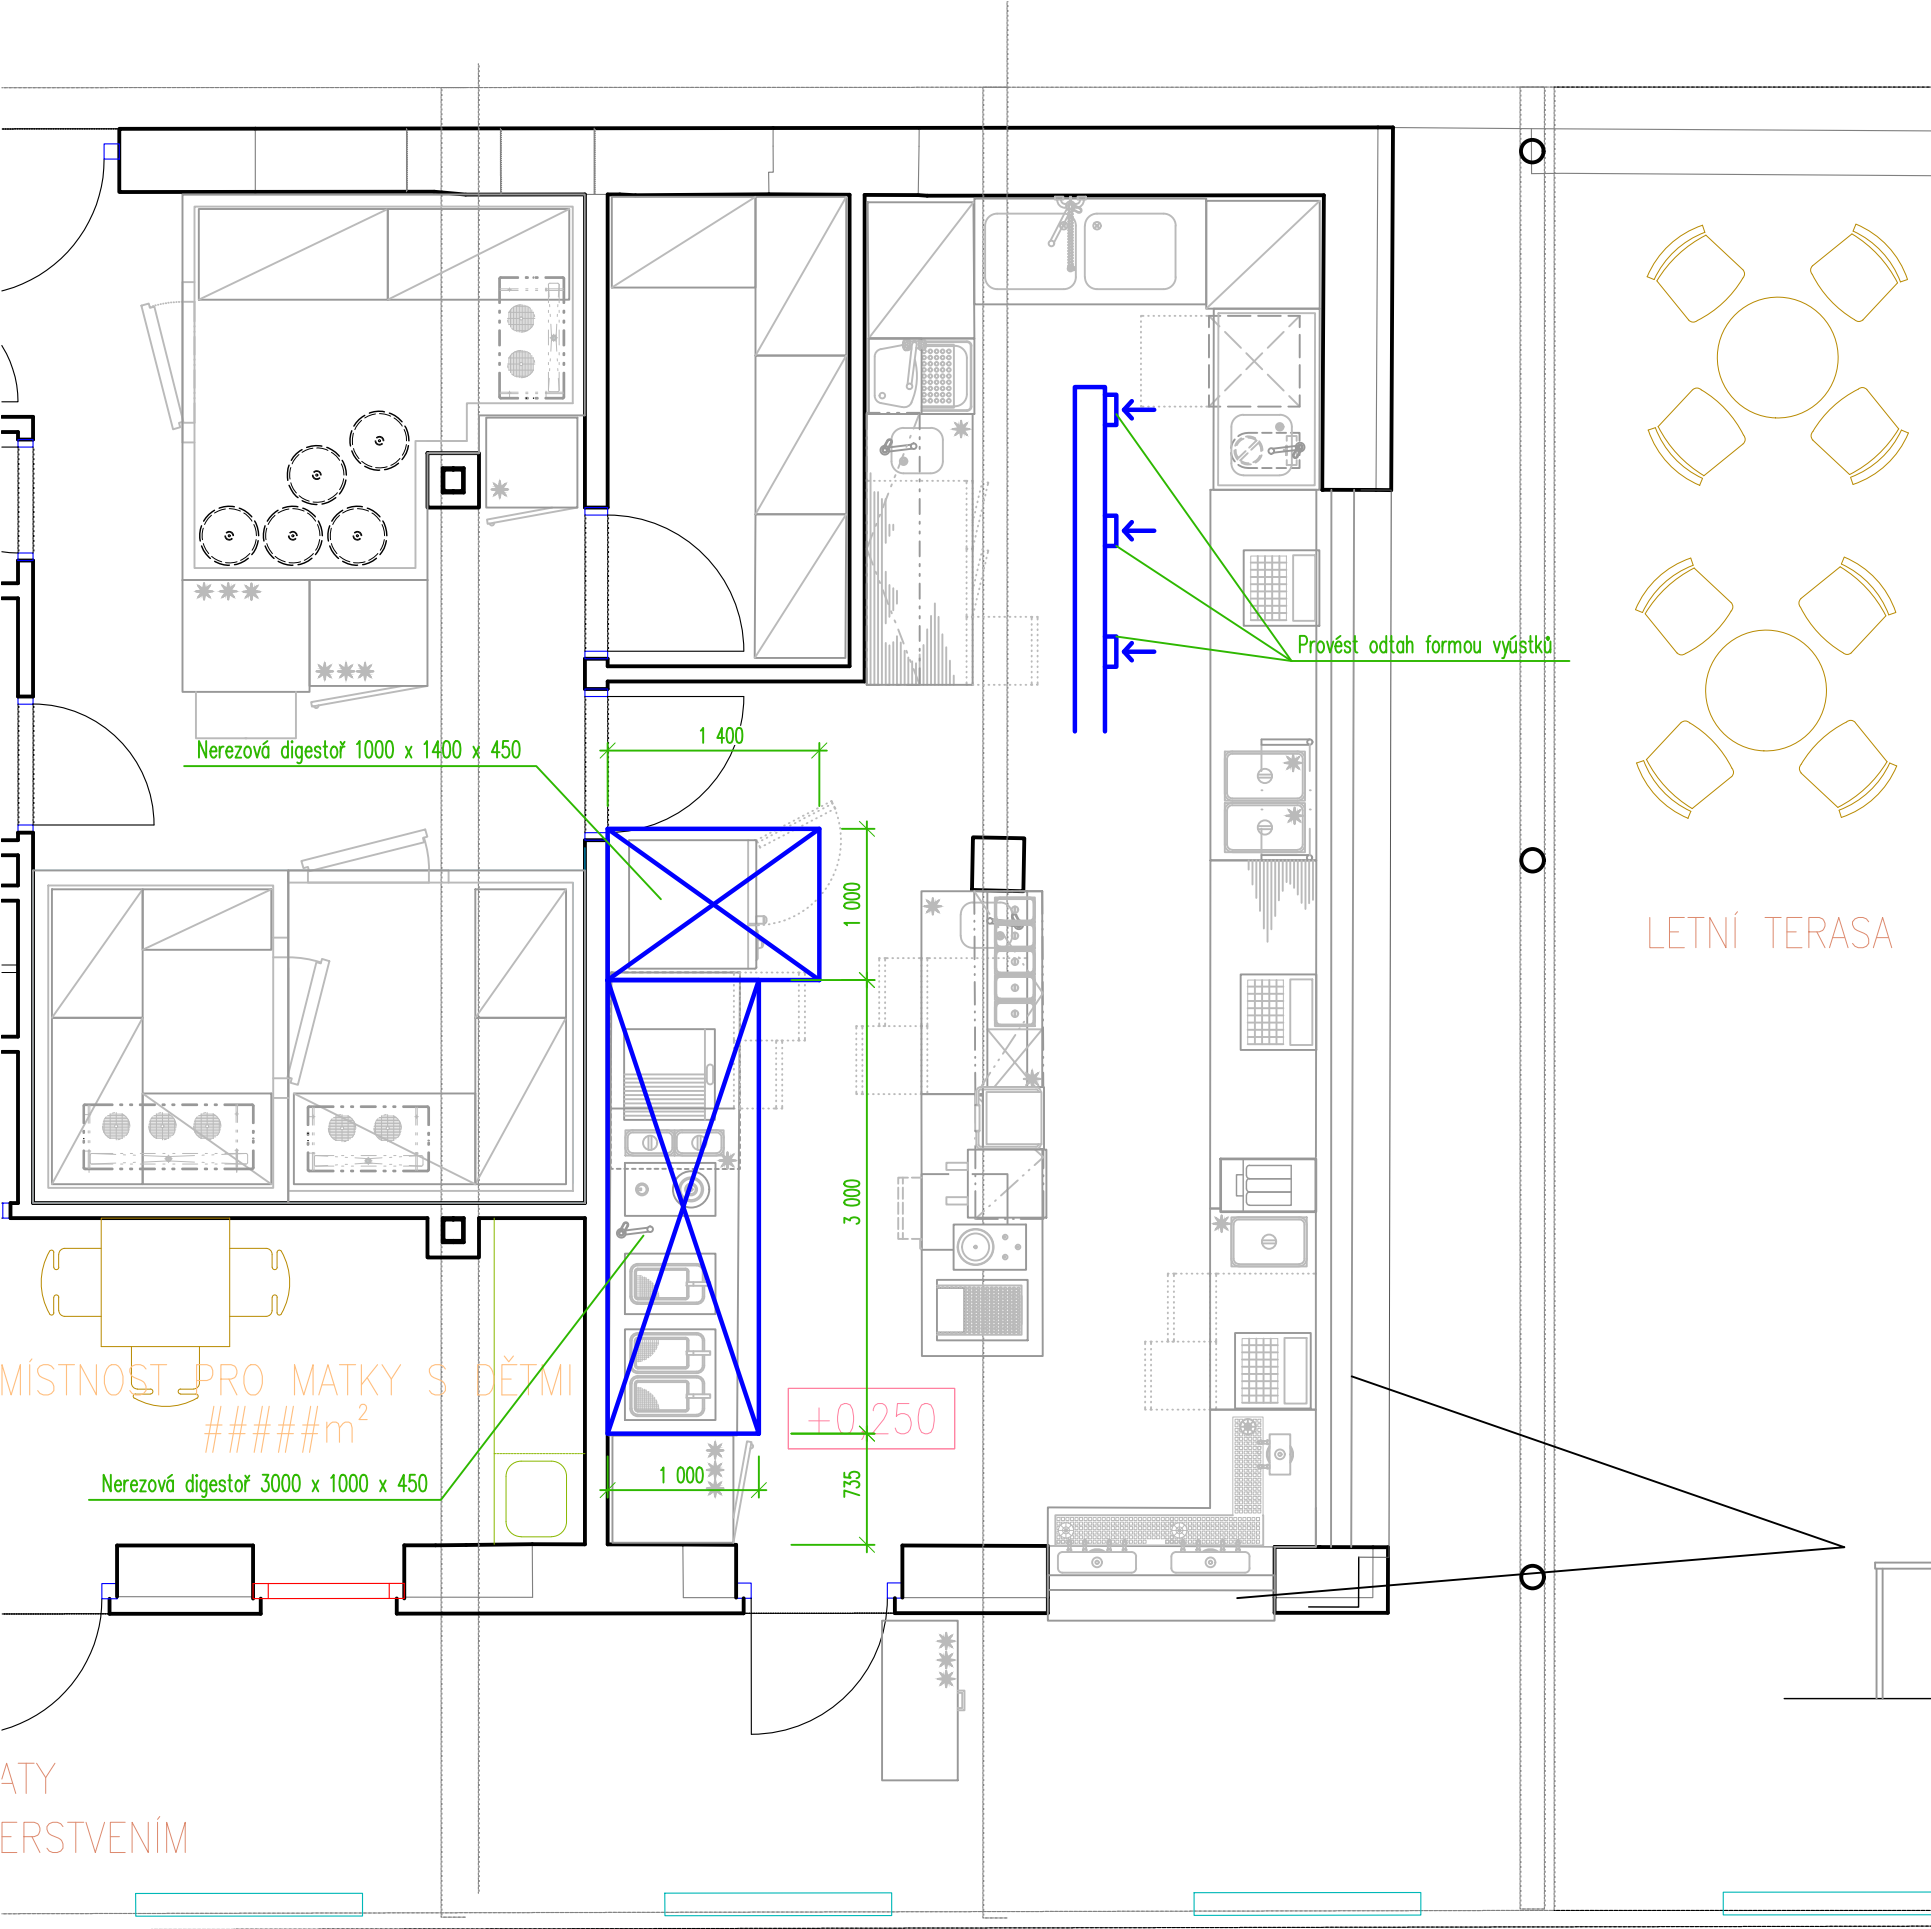 Provést odtah formou vyústků
1 400
Nerezová digestoř 1000 x 1400 x 450
1 000
LETNÍ TERASA
3 000
MÍSTNOST PRO MATKY S DĚTMI
#####m²
+0,250
Nerezová digestoř 3000 x 1000 x 450
1 000
735
ATY
ERSTVENÍM